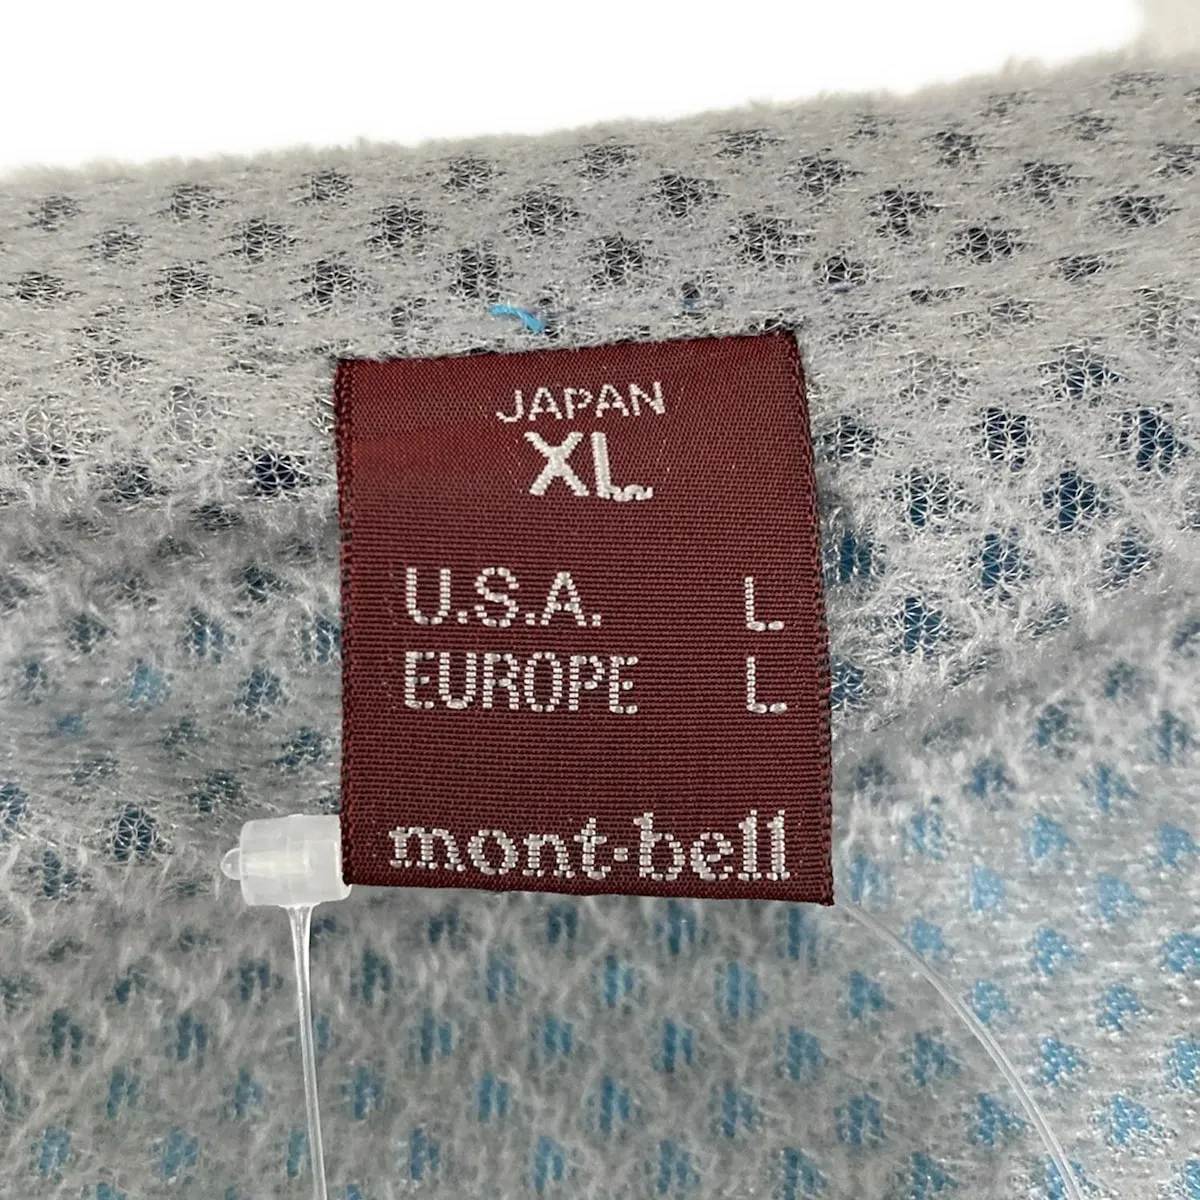 JAPAN
XL
U.S.A. L
EUROPE L
mont-bell